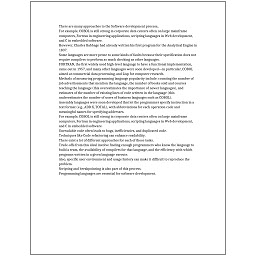 There are many approaches to the Software development process.
For example, COBOL is still strong in corporate data centers often on large mainframe
computers, Fortran in engineering applications, scripting languages in Web development,
and C in embedded software.
However, Charles Babbage had already written his first program for the Analytical Engine in
1837.
Some languages are more prone to some kinds of faults because their specification does not
require compilers to perform as much checking as other languages.
FORTRAN, the first widely used high-level language to have a functional implementation,
came out in 1957, and many other languages were soon developed—in particular, COBOL
aimed at commercial data processing, and Lisp for computer research.
Methods of measuring programming language popularity include: counting the number of
job advertisements that mention the language, the number of books sold and courses
teaching the language (this overestimates the importance of newer languages), and
estimates of the number of existing lines of code written in the language (this
underestimates the number of users of business languages such as COBOL).
Assembly languages were soon developed that let the programmer specify instruction in a
text format (e.g., ADD X, TOTAL), with abbreviations for each operation code and
meaningful names for specifying addresses.
For example, COBOL is still strong in corporate data centers often on large mainframe
computers, Fortran in engineering applications, scripting languages in Web development,
and C in embedded software.
Unreadable code often leads to bugs, inefficiencies, and duplicated code.
Techniques like Code refactoring can enhance readability.
There exist a lot of different approaches for each of those tasks.
Trade-offs from this ideal involve finding enough programmers who know the language to
build a team, the availability of compilers for that language, and the efficiency with which
programs written in a given language execute.
Also, specific user environment and usage history can make it difficult to reproduce the
problem.
Scripting and breakpointing is also part of this process.
Programming languages are essential for software development.